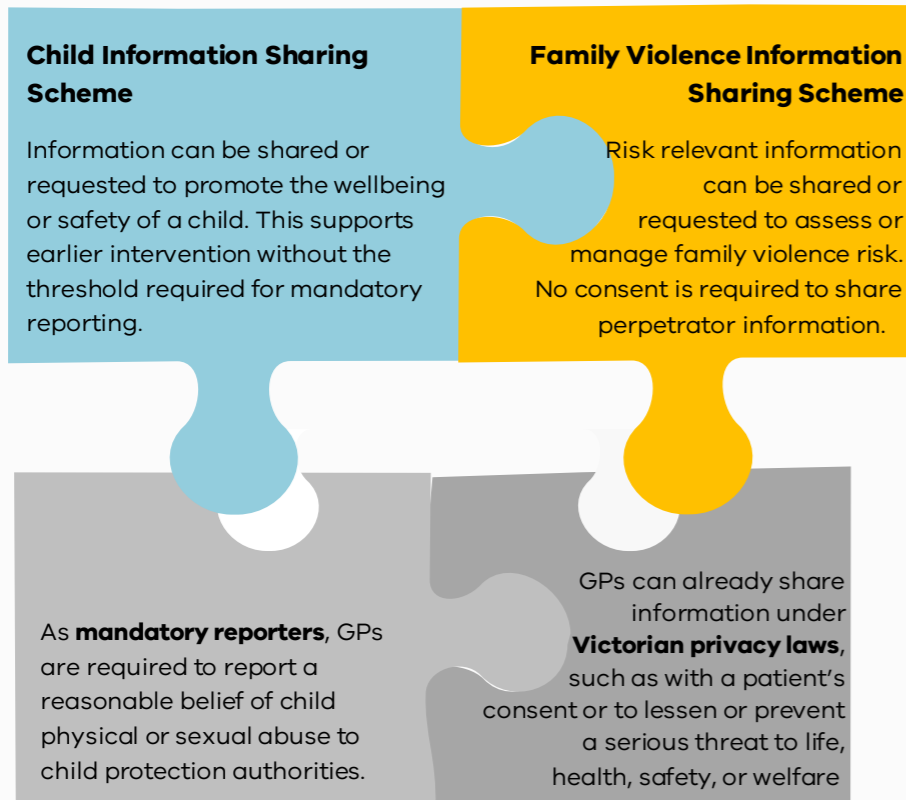 Child Information Sharing
Scheme
Information can be shared or
requested to promote the wellbeing
or safety of a child. This supports
earlier intervention without the
threshold required for mandatory
reporting.
Family Violence Information
Sharing Scheme
Risk relevant information
can be shared or
requested to assess or
manage family violence risk.
No consent is required to share
perpetrator information.
As mandatory reporters, GPs
are required to report a
reasonable belief of child
physical or sexual abuse to
child protection authorities.
GPs can already share
information under
Victorian privacy laws,
such as with a patient’s
consent or to lessen or prevent
a serious threat to life,
health, safety, or welfare